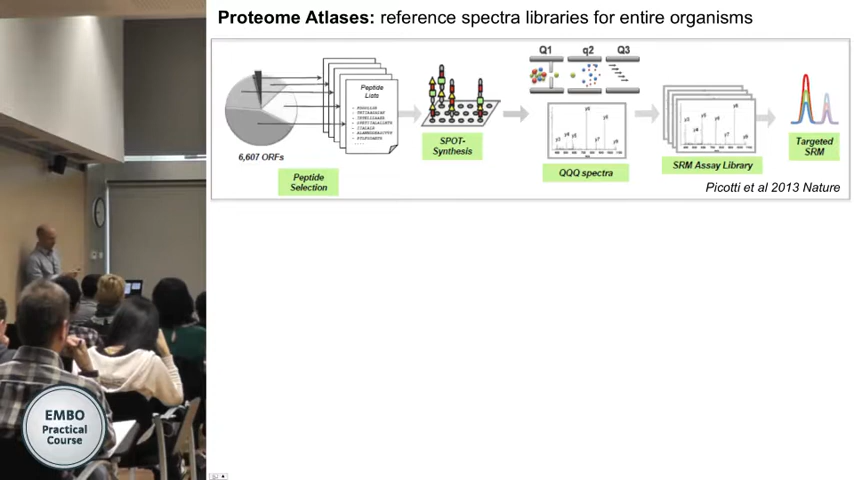 Proteome Atlases: reference spectra libraries for entire organisms
Q1
q2
Q3
Peptide
Lists
6,607 ORFs
Peptide
Selection
SPOT-
Synthesis
QQQ spectra
SRM Assay Library
Targeted
SRM
Picotti et al 2013 Nature
EMBO
Practical
Course